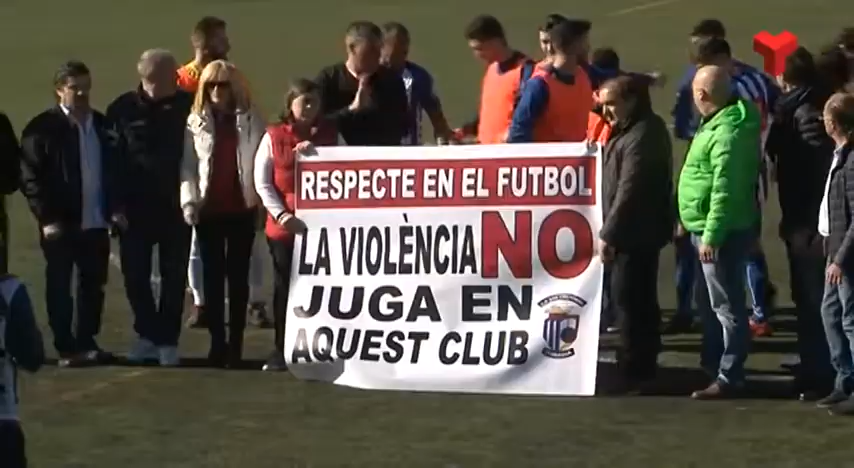 RESPECTE EN EL FUTBOL
LA VIOLÈNCIA NO
JUGA EN
AQUEST CLUB